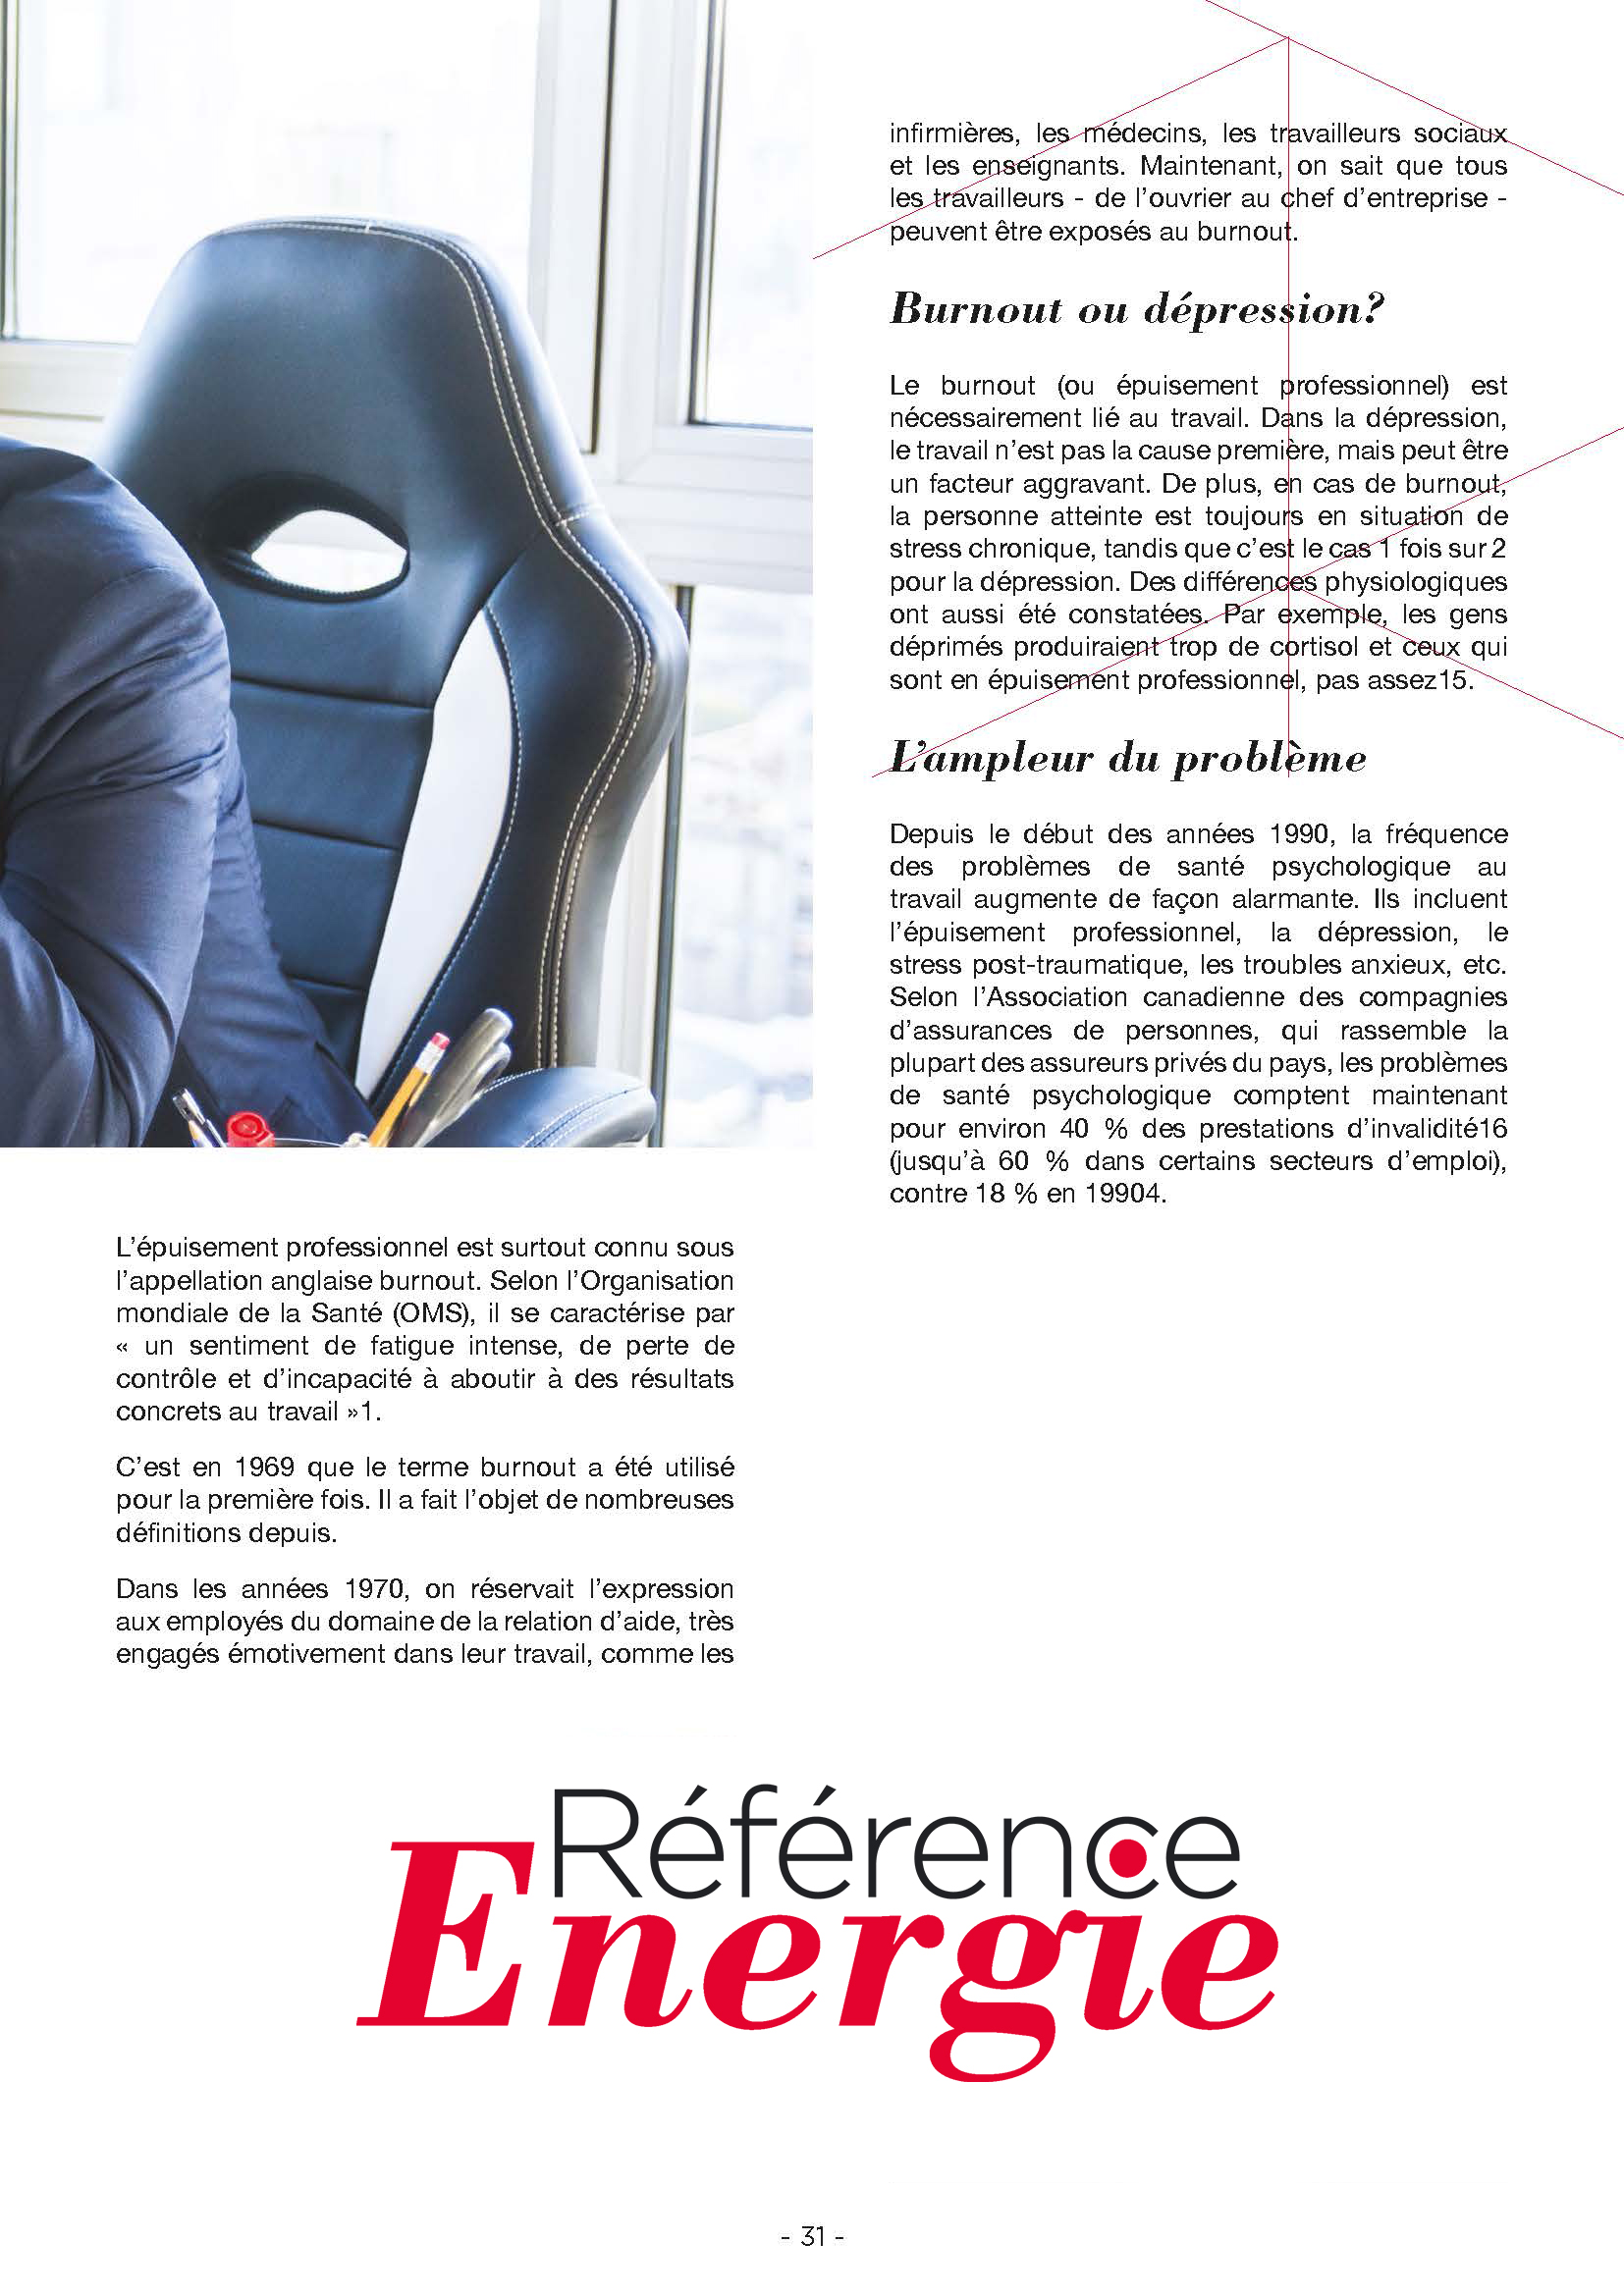 L’épuisement professionnel est surtout connu sous
l’appellation anglaise burnout. Selon l’Organisation
mondiale de la Santé (OMS), il se caractérise par
« un sentiment de fatigue intense, de perte de
contrôle et d’incapacité à aboutir à des résultats
concrets au travail »1.
C’est en 1969 que le terme burnout a été utilisé
pour la première fois. Il a fait l’objet de nombreuses
définitions depuis.
Dans les années 1970, on réservait l’expression
aux employés du domaine de la relation d’aide, très
engagés émotivement dans leur travail, comme les
infirmières, les médecins, les travailleurs sociaux
et les enseignants. Maintenant, on sait que tous
les travailleurs - de l’ouvrier au chef d’entreprise -
peuvent être exposés au burnout.
Burnout ou dépression?
Le burnout (ou épuisement professionnel) est
nécessairement lié au travail. Dans la dépression,
le travail n’est pas la cause première, mais peut être
un facteur aggravant. De plus, en cas de burnout,
la personne atteinte est toujours en situation de
stress chronique, tandis que c’est le cas 1 fois sur 2
pour la dépression. Des différences physiologiques
ont aussi été constatées. Par exemple, les gens
déprimés produiraient trop de cortisol et ceux qui
sont en épuisement professionnel, pas assez15.
L’ampleur du problème
Depuis le début des années 1990, la fréquence
des problèmes de santé psychologique au
travail augmente de façon alarmante. Ils incluent
l’épuisement professionnel, la dépression, le
stress post-traumatique, les troubles anxieux, etc.
Selon l’Association canadienne des compagnies
d’assurances de personnes, qui rassemble la
plupart des assureurs privés du pays, les problèmes
de santé psychologique comptent maintenant
pour environ 40 % des prestations d’invalidité16
(jusqu’à 60 % dans certains secteurs d’emploi),
contre 18 % en 19904.
Référence
Energie
- 31 -